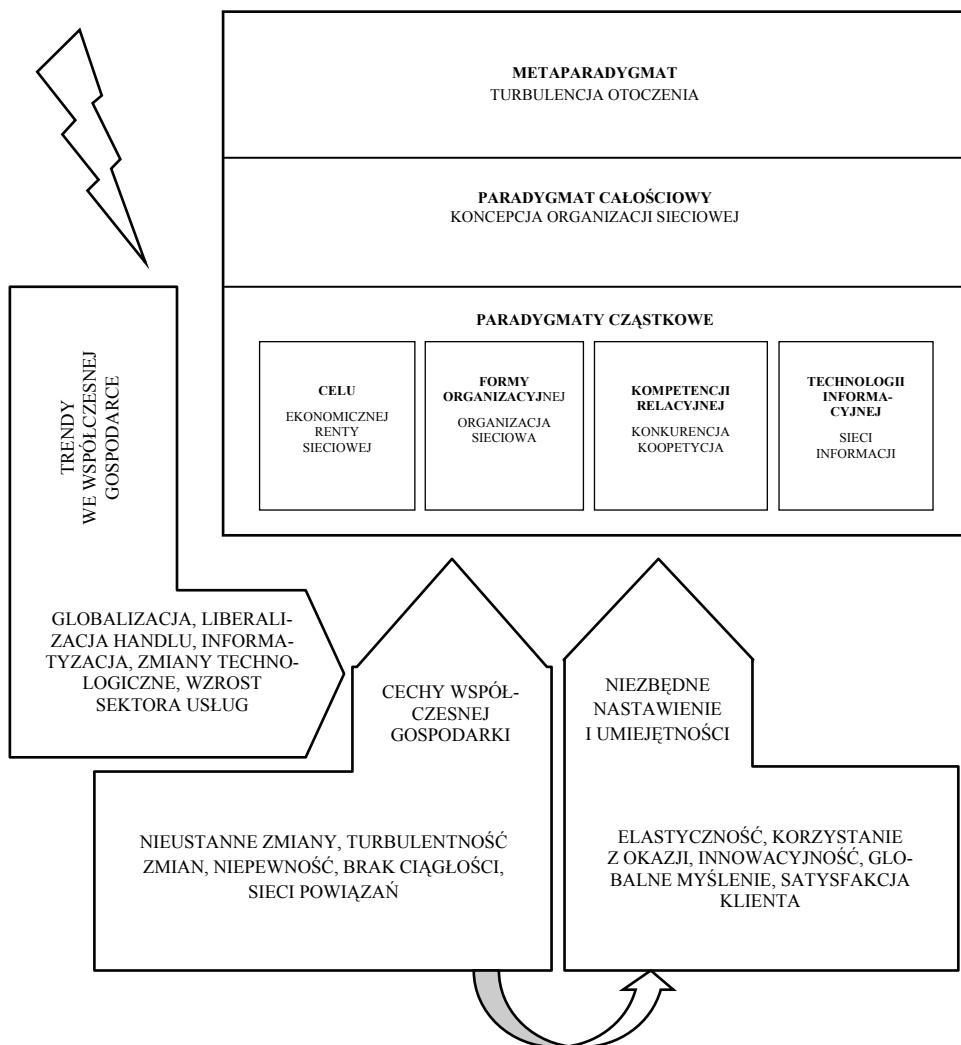 METAPARADYGMAT
TURBULENCJA OTOCZENIA
PARADYGMAT CAŁOŚCIOWY
KONCEPCJA ORGANIZACJI SIECIOWEJ
PARADYGMATY CZĄSTKOWE
CELU
EKONOMICZNEJ
RENTY
SIECIOWEJ
FORMY
ORGANIZACYJNEJ
ORGANIZACJA
SIECIOWA
KOMPETENCJI
RELACYJNEJ
KONKURENCJA
KOOPETYCJA
TECHNOLOGII
INFORMA-
CYJNEJ
SIECI
INFORMACJI
TRENDY
WE WSPÓŁCZESNEJ
GOSPODARCE
GLOBALIZACJA, LIBERALI-
ZACJA HANDLU, INFORMA-
TYZACJA, ZMIANY TECHNO-
LOGICZNE, WZROST
SEKTORA USŁUG
CECHY WSPÓŁ-
CZESNEJ
GOSPODARKI
NIEUSTANNE ZMIANY, TURBULENTNOŚĆ
ZMIAN, NIEPEWNOŚĆ, BRAK CIĄGŁOŚCI,
SIECI POWIĄZAŃ
NIEZBĘDNE
NASTAWIENIE
I UMIEJĘTNOŚCI
ELASTYCZNOŚĆ, KORZYSTANIE
Z OKAZJI, INNOWACYJNOŚĆ, GLO-
BALNE MYŚLENIE, SATYSFAKCJA
KLIENTA